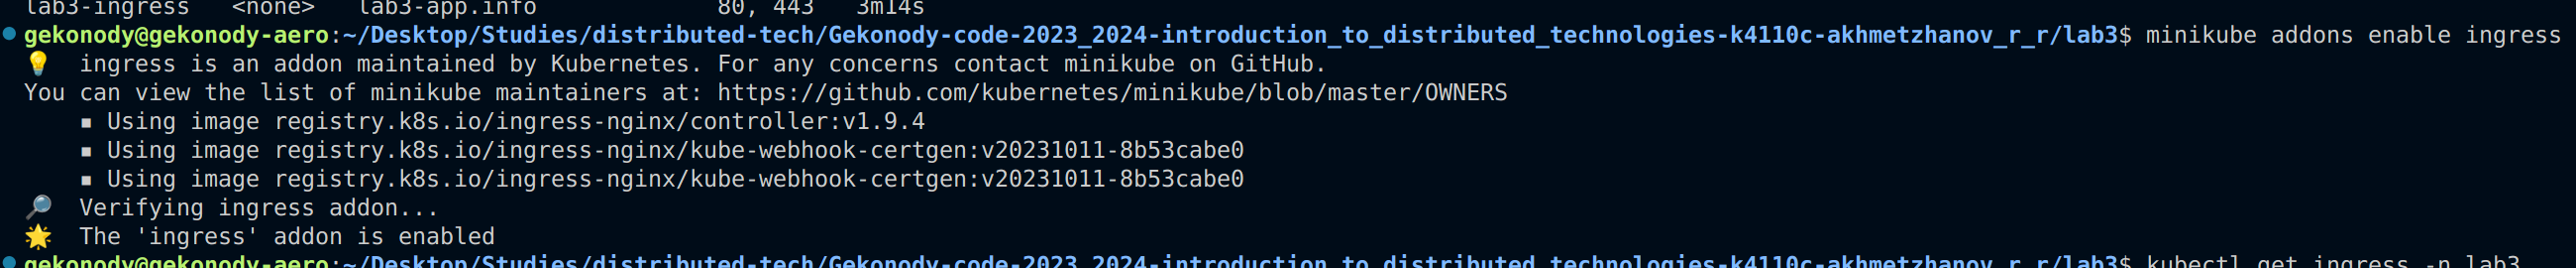 lab3-ingress   <none>   lab3-app.info             80, 443   3m14s
gekonody@gekonody-aero:~/Desktop/Studies/distributed-tech/Gekonody-code-2023_2024-introduction_to_distributed_technologies-k4110c-akhmetzhanov_r_r/lab3$ minikube addons enable ingress
💡  ingress is an addon maintained by Kubernetes. For any concerns contact minikube on GitHub.
You can view the list of minikube maintainers at: https://github.com/kubernetes/minikube/blob/master/OWNERS
    ▪ Using image registry.k8s.io/ingress-nginx/controller:v1.9.4
    ▪ Using image registry.k8s.io/ingress-nginx/kube-webhook-certgen:v20231011-8b53cabe0
    ▪ Using image registry.k8s.io/ingress-nginx/kube-webhook-certgen:v20231011-8b53cabe0
🔎  Verifying ingress addon...
🌟  The 'ingress' addon is enabled
gekonody@gekonody-aero:~/Desktop/Studies/distributed-tech/Gekonody-code-2023_2024-introduction_to_distributed_technologies-k4110c-akhmetzhanov_r_r/lab3$ kubectl get ingress -n lab3